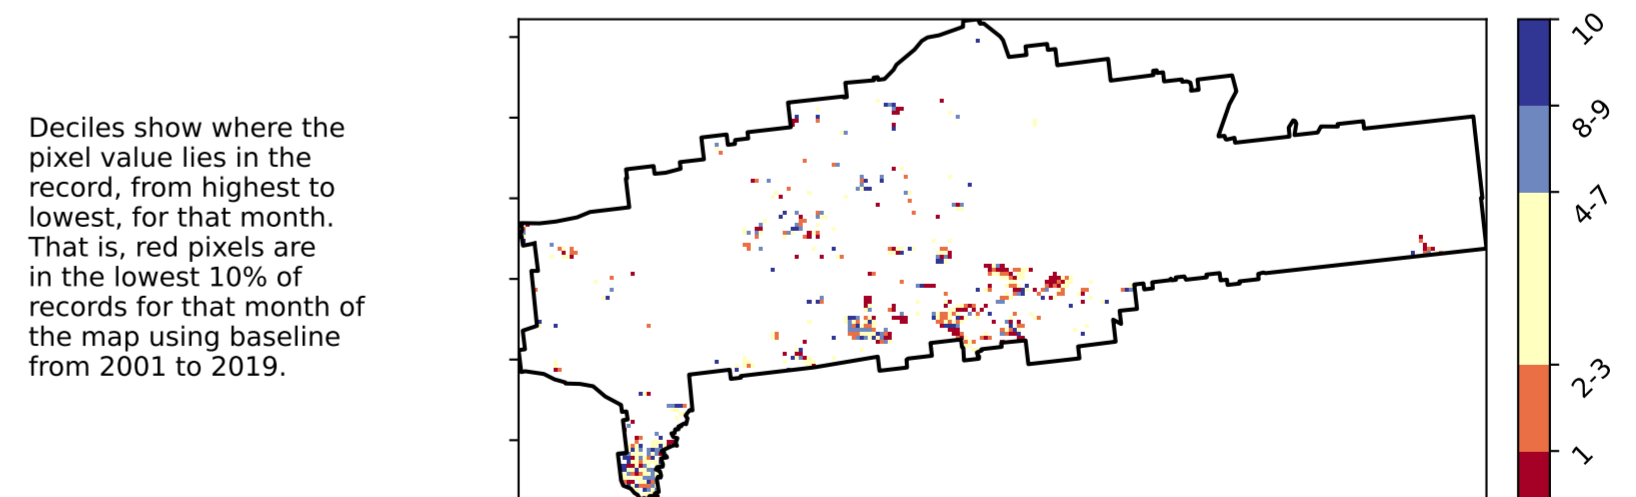 Deciles show where the
pixel value lies in the
record, from highest to
lowest, for that month.
That is, red pixels are
in the lowest 10% of
records for that month of
the map using baseline
from 2001 to 2019.
10
8-9
4-7
2-3
1